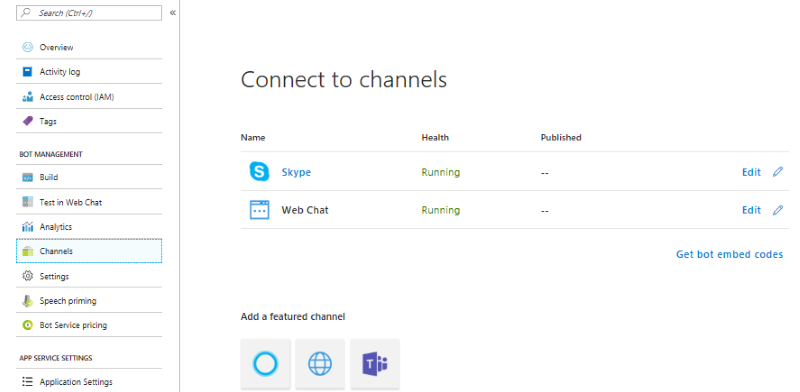 Search (Ctrl+/)
«
Overview
Activity log
Access control (IAM)
Tags
BOT MANAGEMENT
Build
Test in Web Chat
Analytics
Channels
Settings
Speech priming
Bot Service pricing
APP SERVICE SETTINGS
Application Settings
Connect to channels
Name Health Published
Skype Running -- Edit
Web Chat Running -- Edit
Get bot embed codes
Add a featured channel